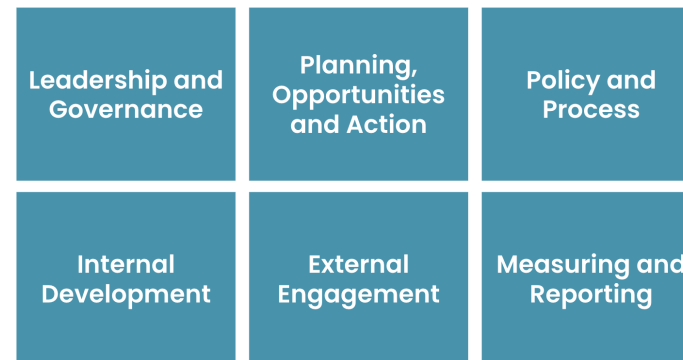 Leadership and
Governance
Planning,
Opportunities
and Action
Policy and
Process
Internal
Development
External
Engagement
Measuring and
Reporting